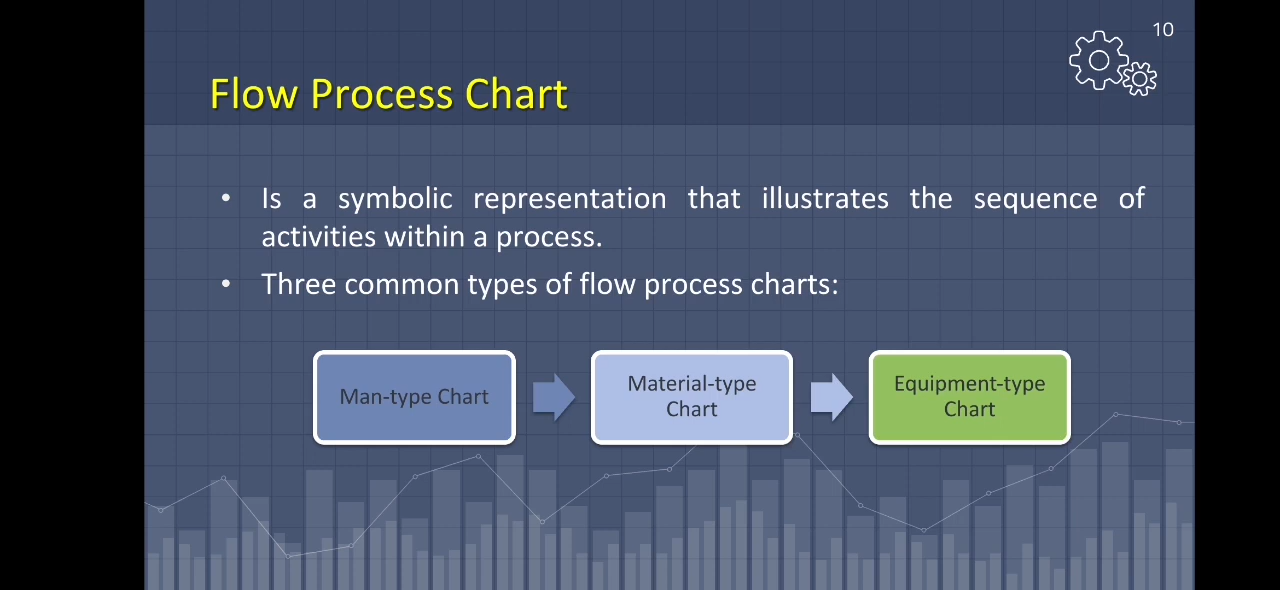 10
Flow Process Chart
• Is a symbolic representation that illustrates the sequence of
activities within a process.
• Three common types of flow process charts:
Man-type Chart
Material-type
Chart
Equipment-type
Chart